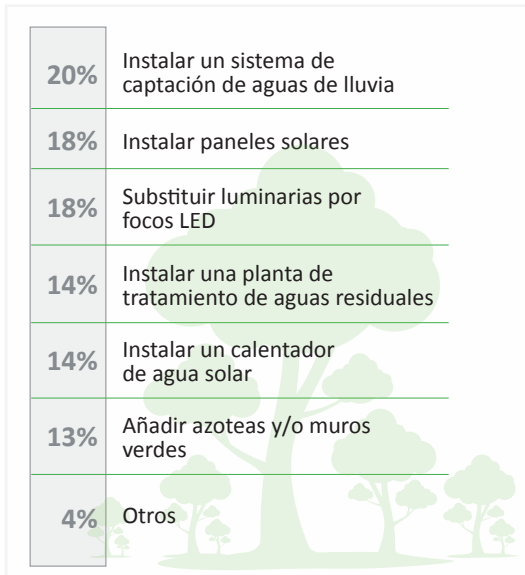 20% Instalar un sistema de
captación de aguas de lluvia
18% Instalar paneles solares
18% Substituir luminarias por
focos LED
14% Instalar una planta de
tratamiento de aguas residuales
14% Instalar un calentador
de agua solar
13% Añadir azoteas y/o muros
verdes
4% Otros